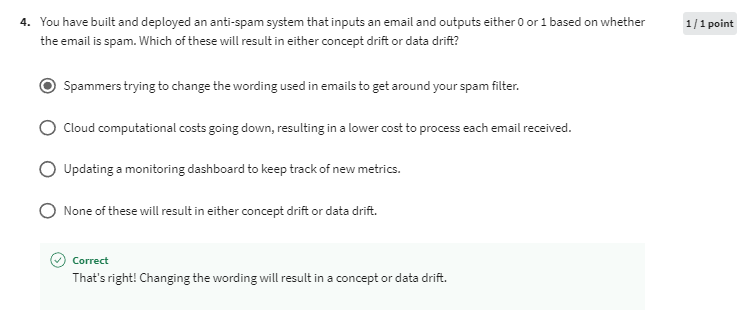 4. You have built and deployed an anti-spam system that inputs an email and outputs either 0 or 1 based on whether
1 / 1 point
the email is spam. Which of these will result in either concept drift or data drift?
Spammers trying to change the wording used in emails to get around your spam filter.
Cloud computational costs going down, resulting in a lower cost to process each email received.
Updating a monitoring dashboard to keep track of new metrics.
None of these will result in either concept drift or data drift.
Correct
That's right! Changing the wording will result in a concept or data drift.